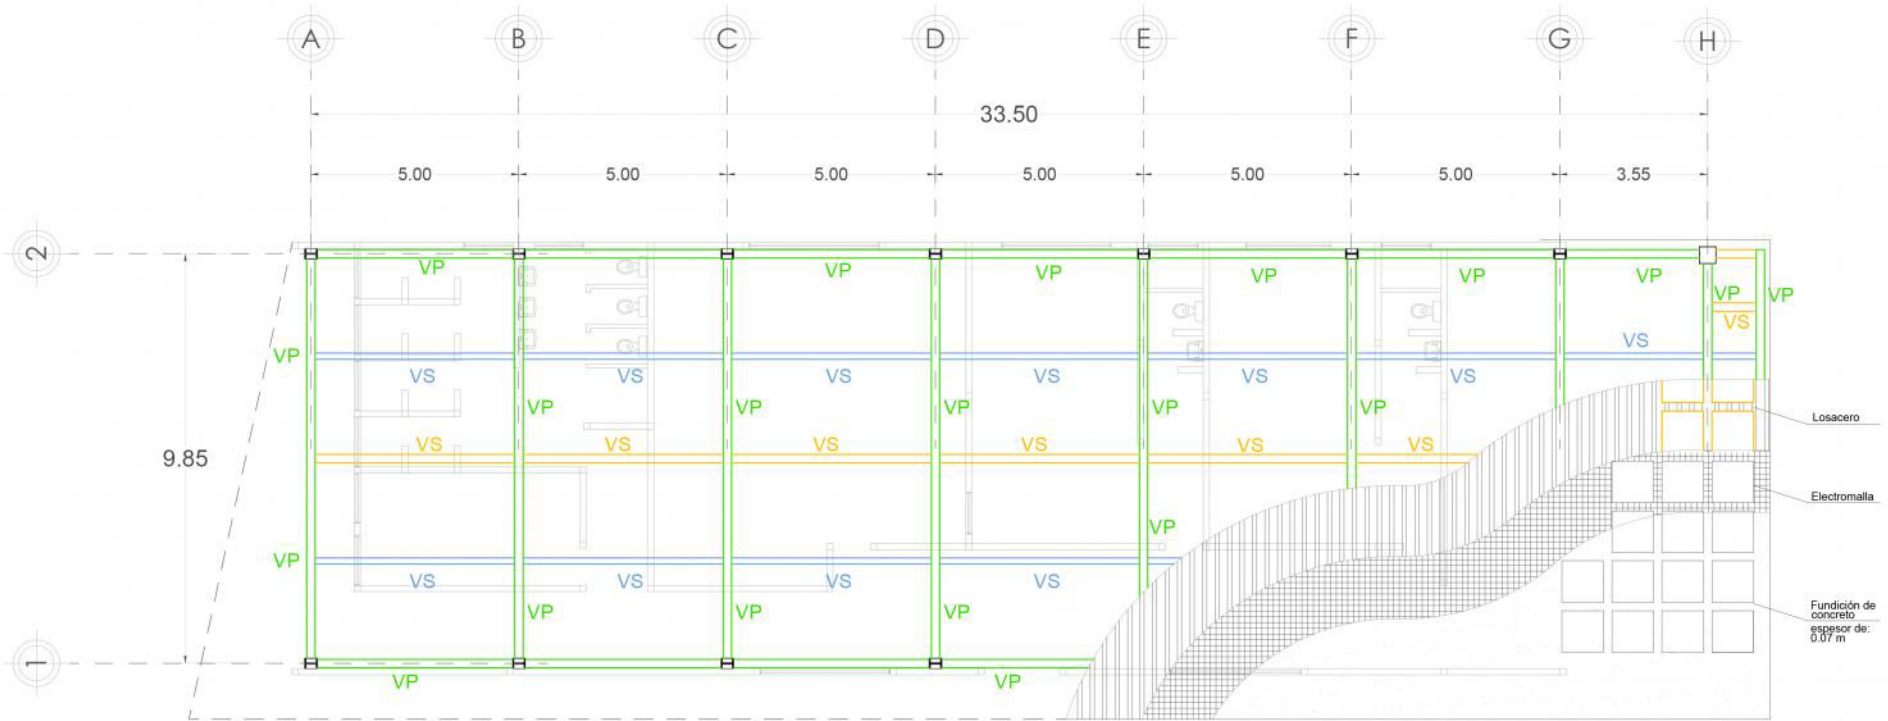 A B C D E F G H
33.50
5.00 5.00 5.00 5.00 5.00 5.00 3.55
2
VP VP VP VP VP VP VP
VP VP
VS
VS
VP
VS VS VS VS VS VS
VP VP VP VP VP
Losacero
VS VS VS VS VS VS
9.85
Electromalla
VP
VP
VS VS VS VS
VP VP VP
Fundición de
concreto
espesor de:
0.07 m
1
VP VP